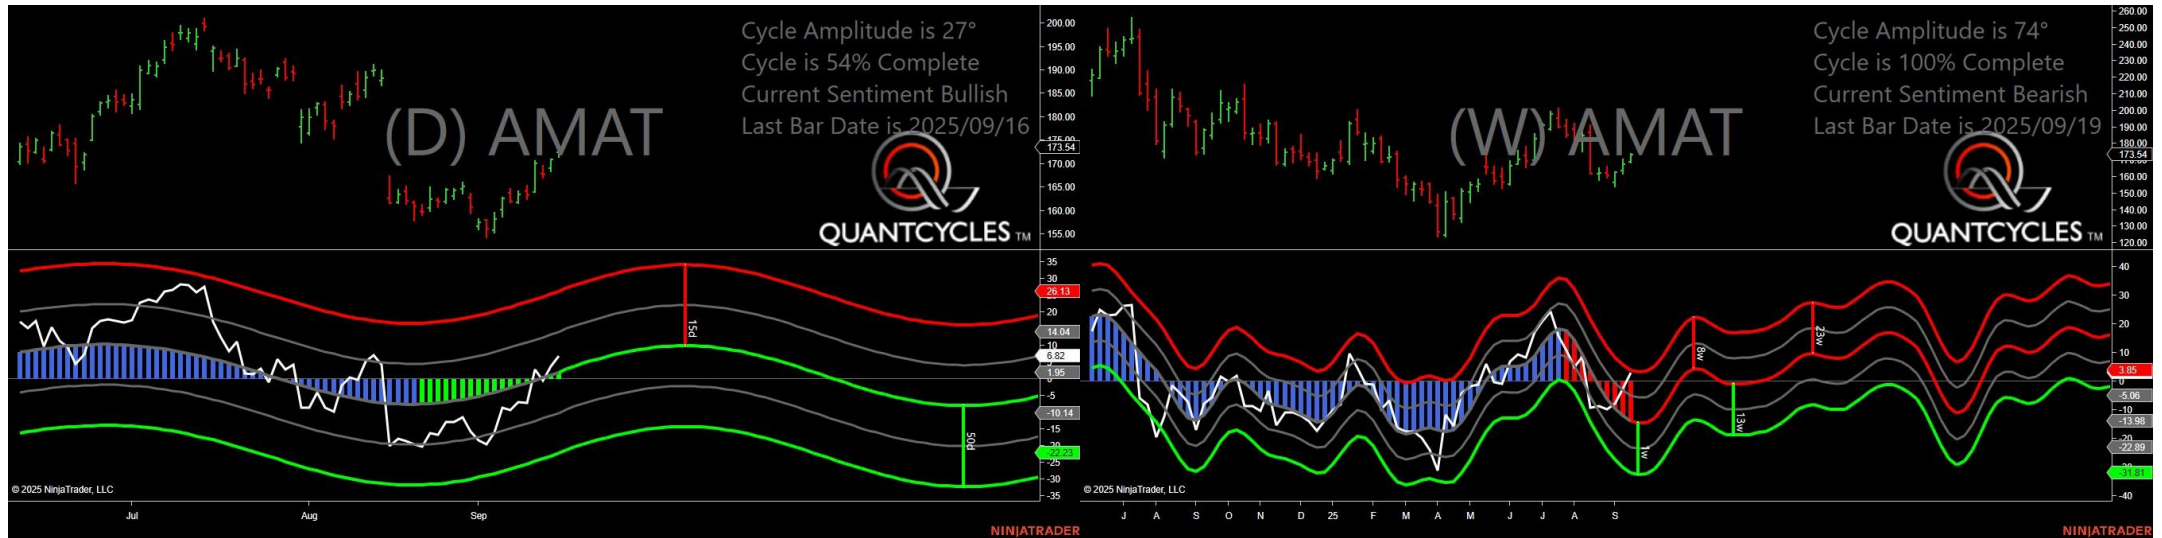 Cycle Amplitude is 27°
Cycle is 54% Complete
Current Sentiment Bullish
Last Bar Date is 2025/09/16
(D) AMAT
QUANTCYCLES TM
200.00
195.00
190.00
185.00
180.00
175.00
173.54
170.00
165.00
160.00
155.00
35
30
26.13
20
14.04
10
6.82
1.95
-5
-10.14
-15
-20
-22.23
-25
-30
-35
15d
50d
© 2025 NinjaTrader, LLC
Jul Aug Sep
NINJATRADER
Cycle Amplitude is 74°
Cycle is 100% Complete
Current Sentiment Bearish
Last Bar Date is 2025/09/19
(W) AMAT
QUANTCYCLES TM
260.00
250.00
240.00
230.00
220.00
210.00
200.00
190.00
180.00
173.54
160.00
150.00
140.00
130.00
120.00
40
30
20
10
3.85
0
-5.06
-10
-13.98
-20
-22.89
-31.81
-40
8w
23w
13w
1w
© 2025 NinjaTrader, LLC
J A S O N D 25 F M A M J J A S
NINJATRADER